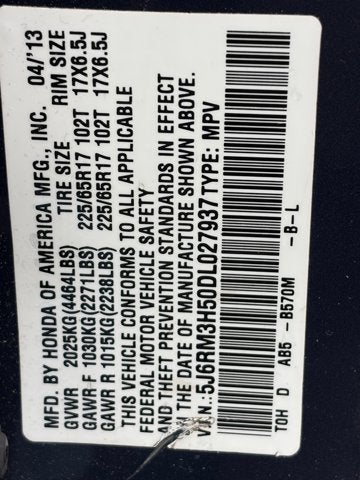 MFD. BY HONDA OF AMERICA MFG., INC. 04/'13
GVWR 2025KG(4464LBS) TIRE SIZE RIM SIZE
GAWR F 1030KG(2271LBS) 225/65R17 102T 17X6.5J
GAWR R 1015KG(2238LBS) 225/65R17 102T 17X6.5J
THIS VEHICLE CONFORMS TO ALL APPLICABLE
FEDERAL MOTOR VEHICLE SAFETY
AND THEFT PREVENTION STANDARDS IN EFFECT
ON THE DATE OF MANUFACTURE SHOWN ABOVE.
V.I.N.:5J6RM3H50DL027937 TYPE: MPV
TOH D AB5 - B570M -B-L